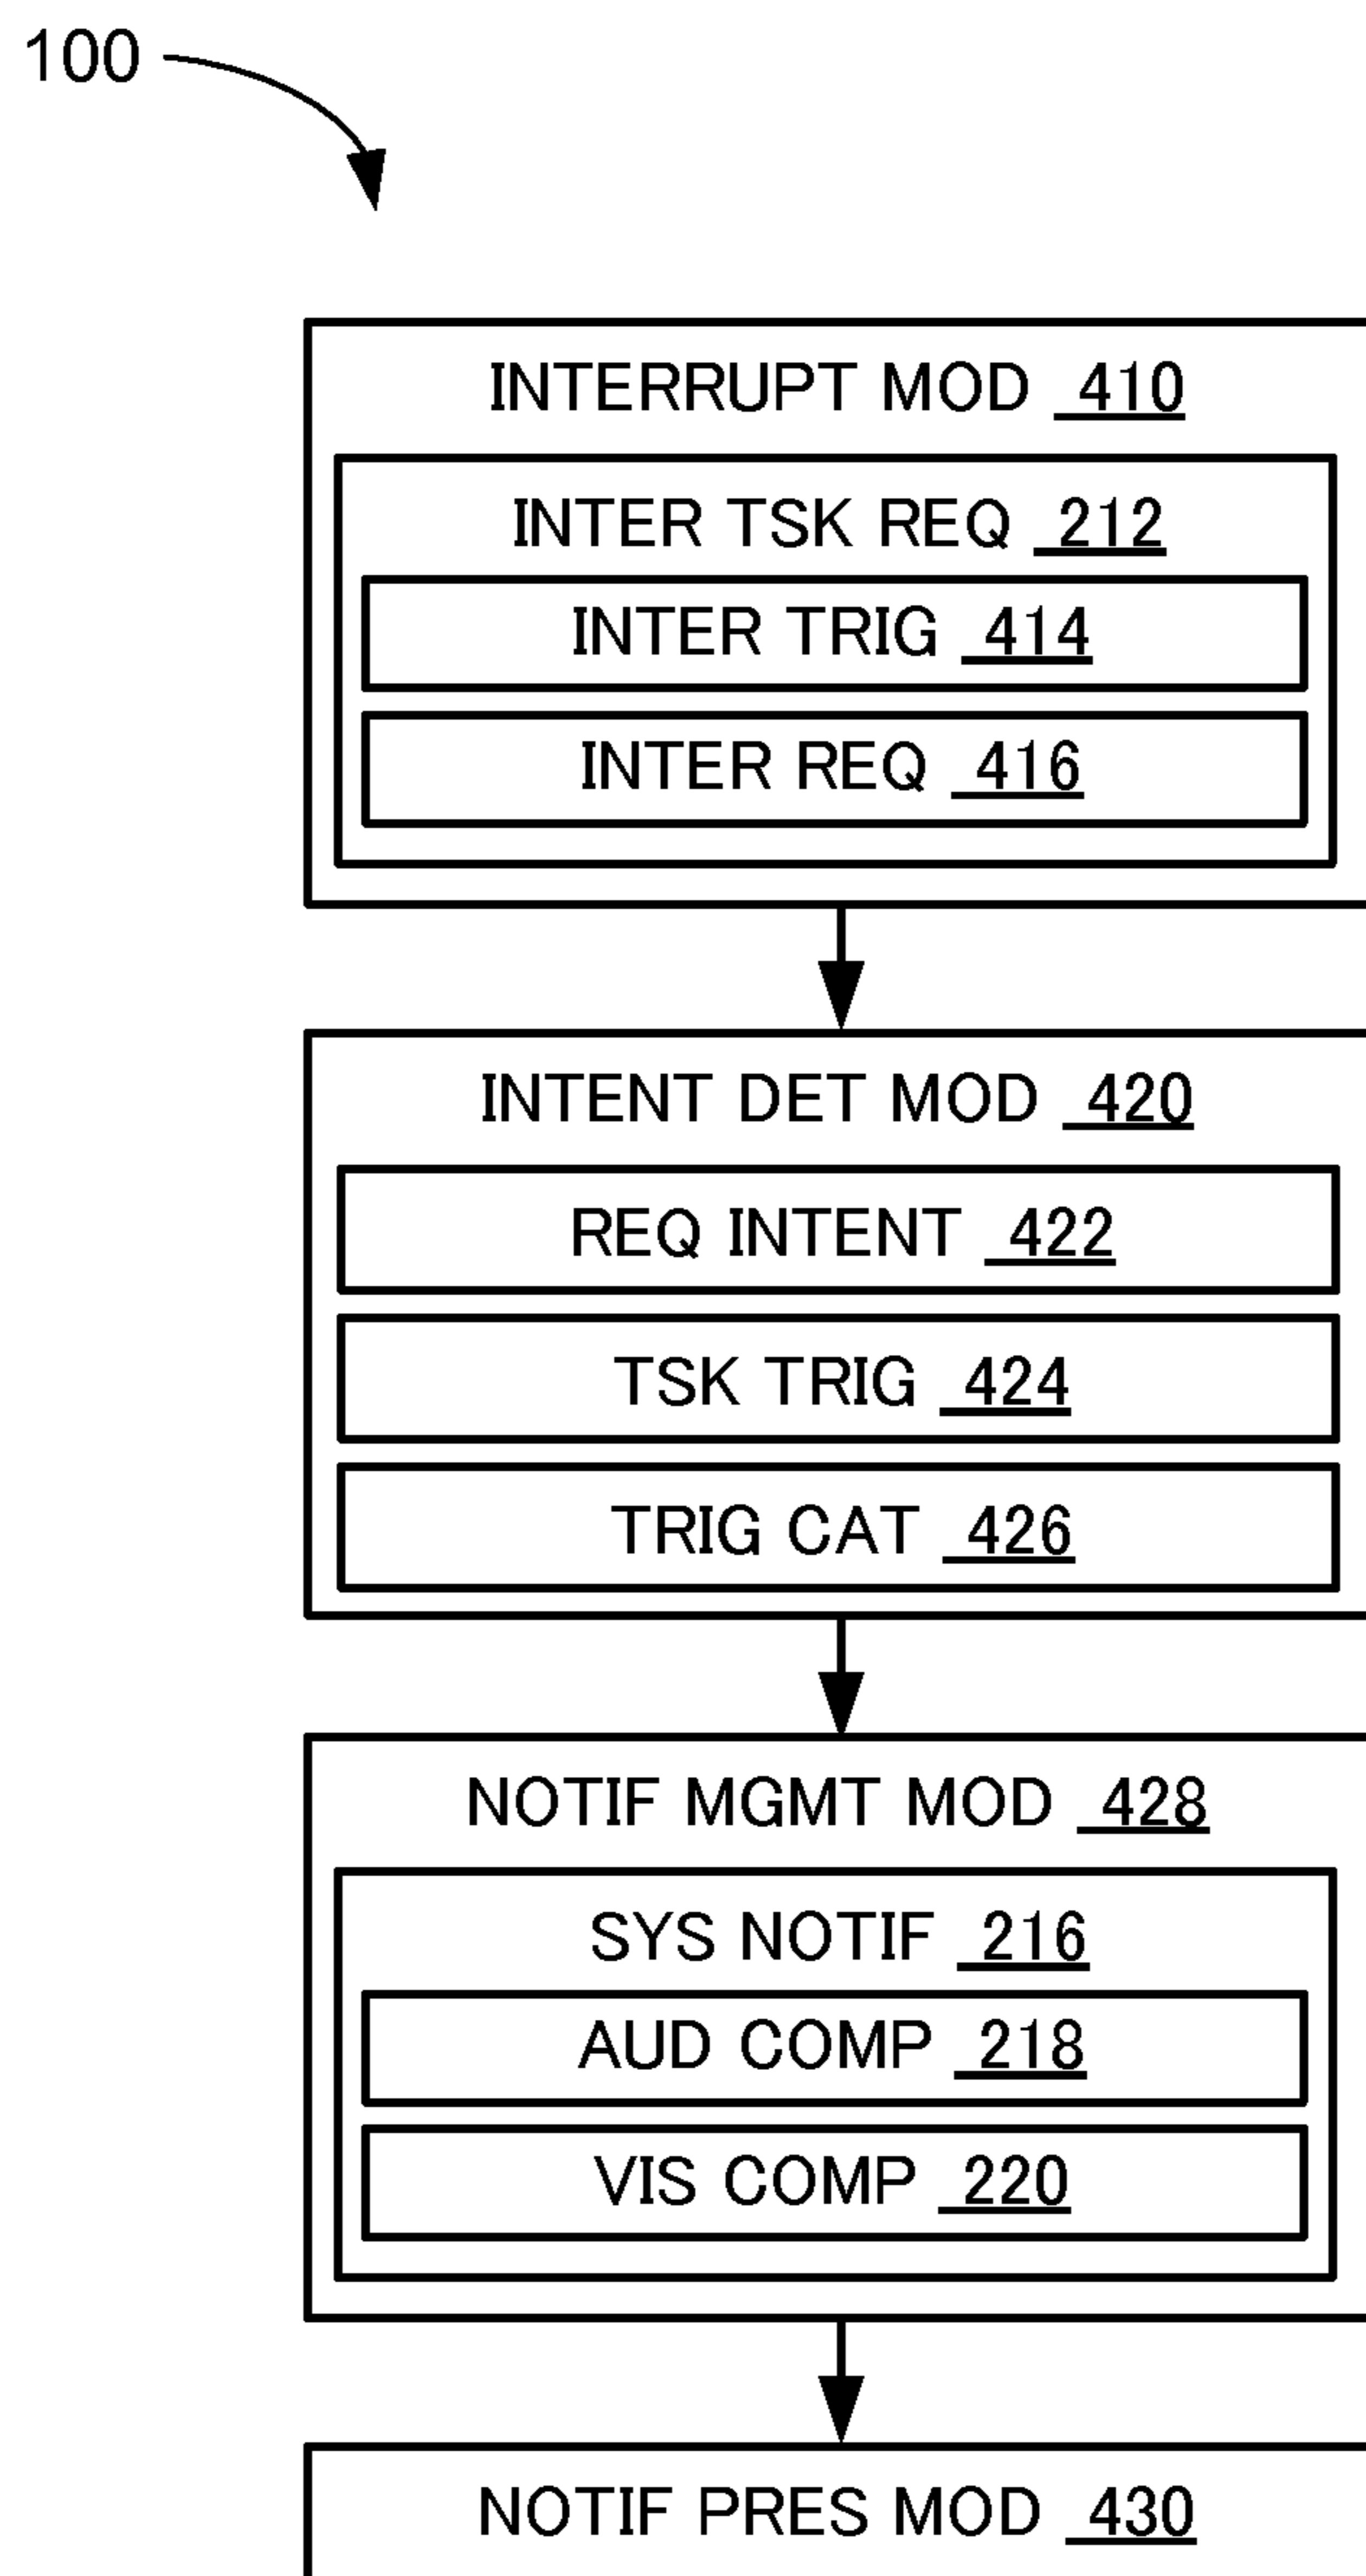 100
INTERRUPT MOD 410
INTER TSK REQ 212
INTER TRIG 414
INTER REQ 416
INTENT DET MOD 420
REQ INTENT 422
TSK TRIG 424
TRIG CAT 426
NOTIF MGMT MOD 428
SYS NOTIF 216
AUD COMP 218
VIS COMP 220
NOTIF PRES MOD 430